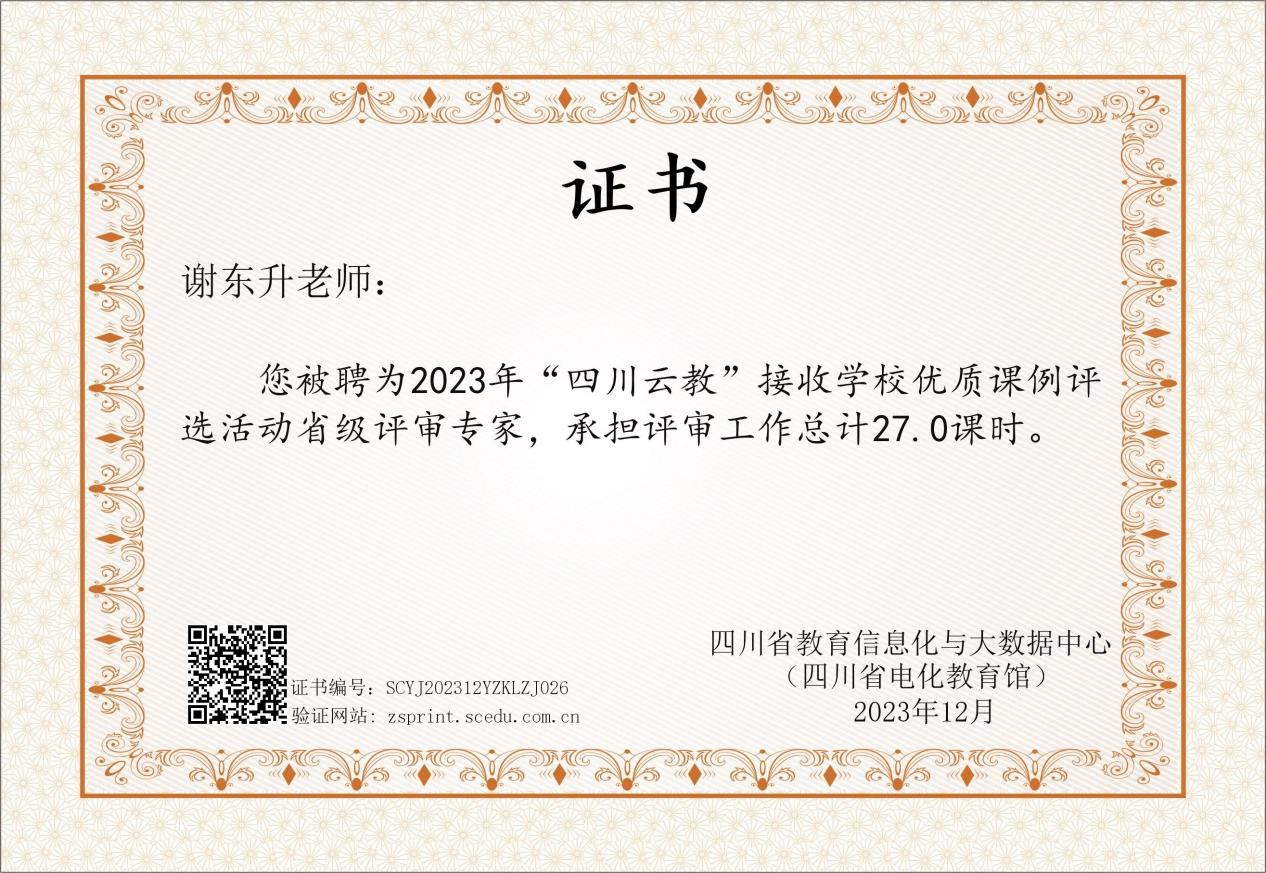 证书
谢东升老师：
您被聘为2023年“四川云教”接收学校优质课例评
选活动省级评审专家，承担评审工作总计27.0课时。
四川省教育信息化与大数据中心
（四川省电化教育馆）
2023年12月
证书编号：SCYJ202312YZKLZJ026
验证网站：zsprint.scedu.com.cn